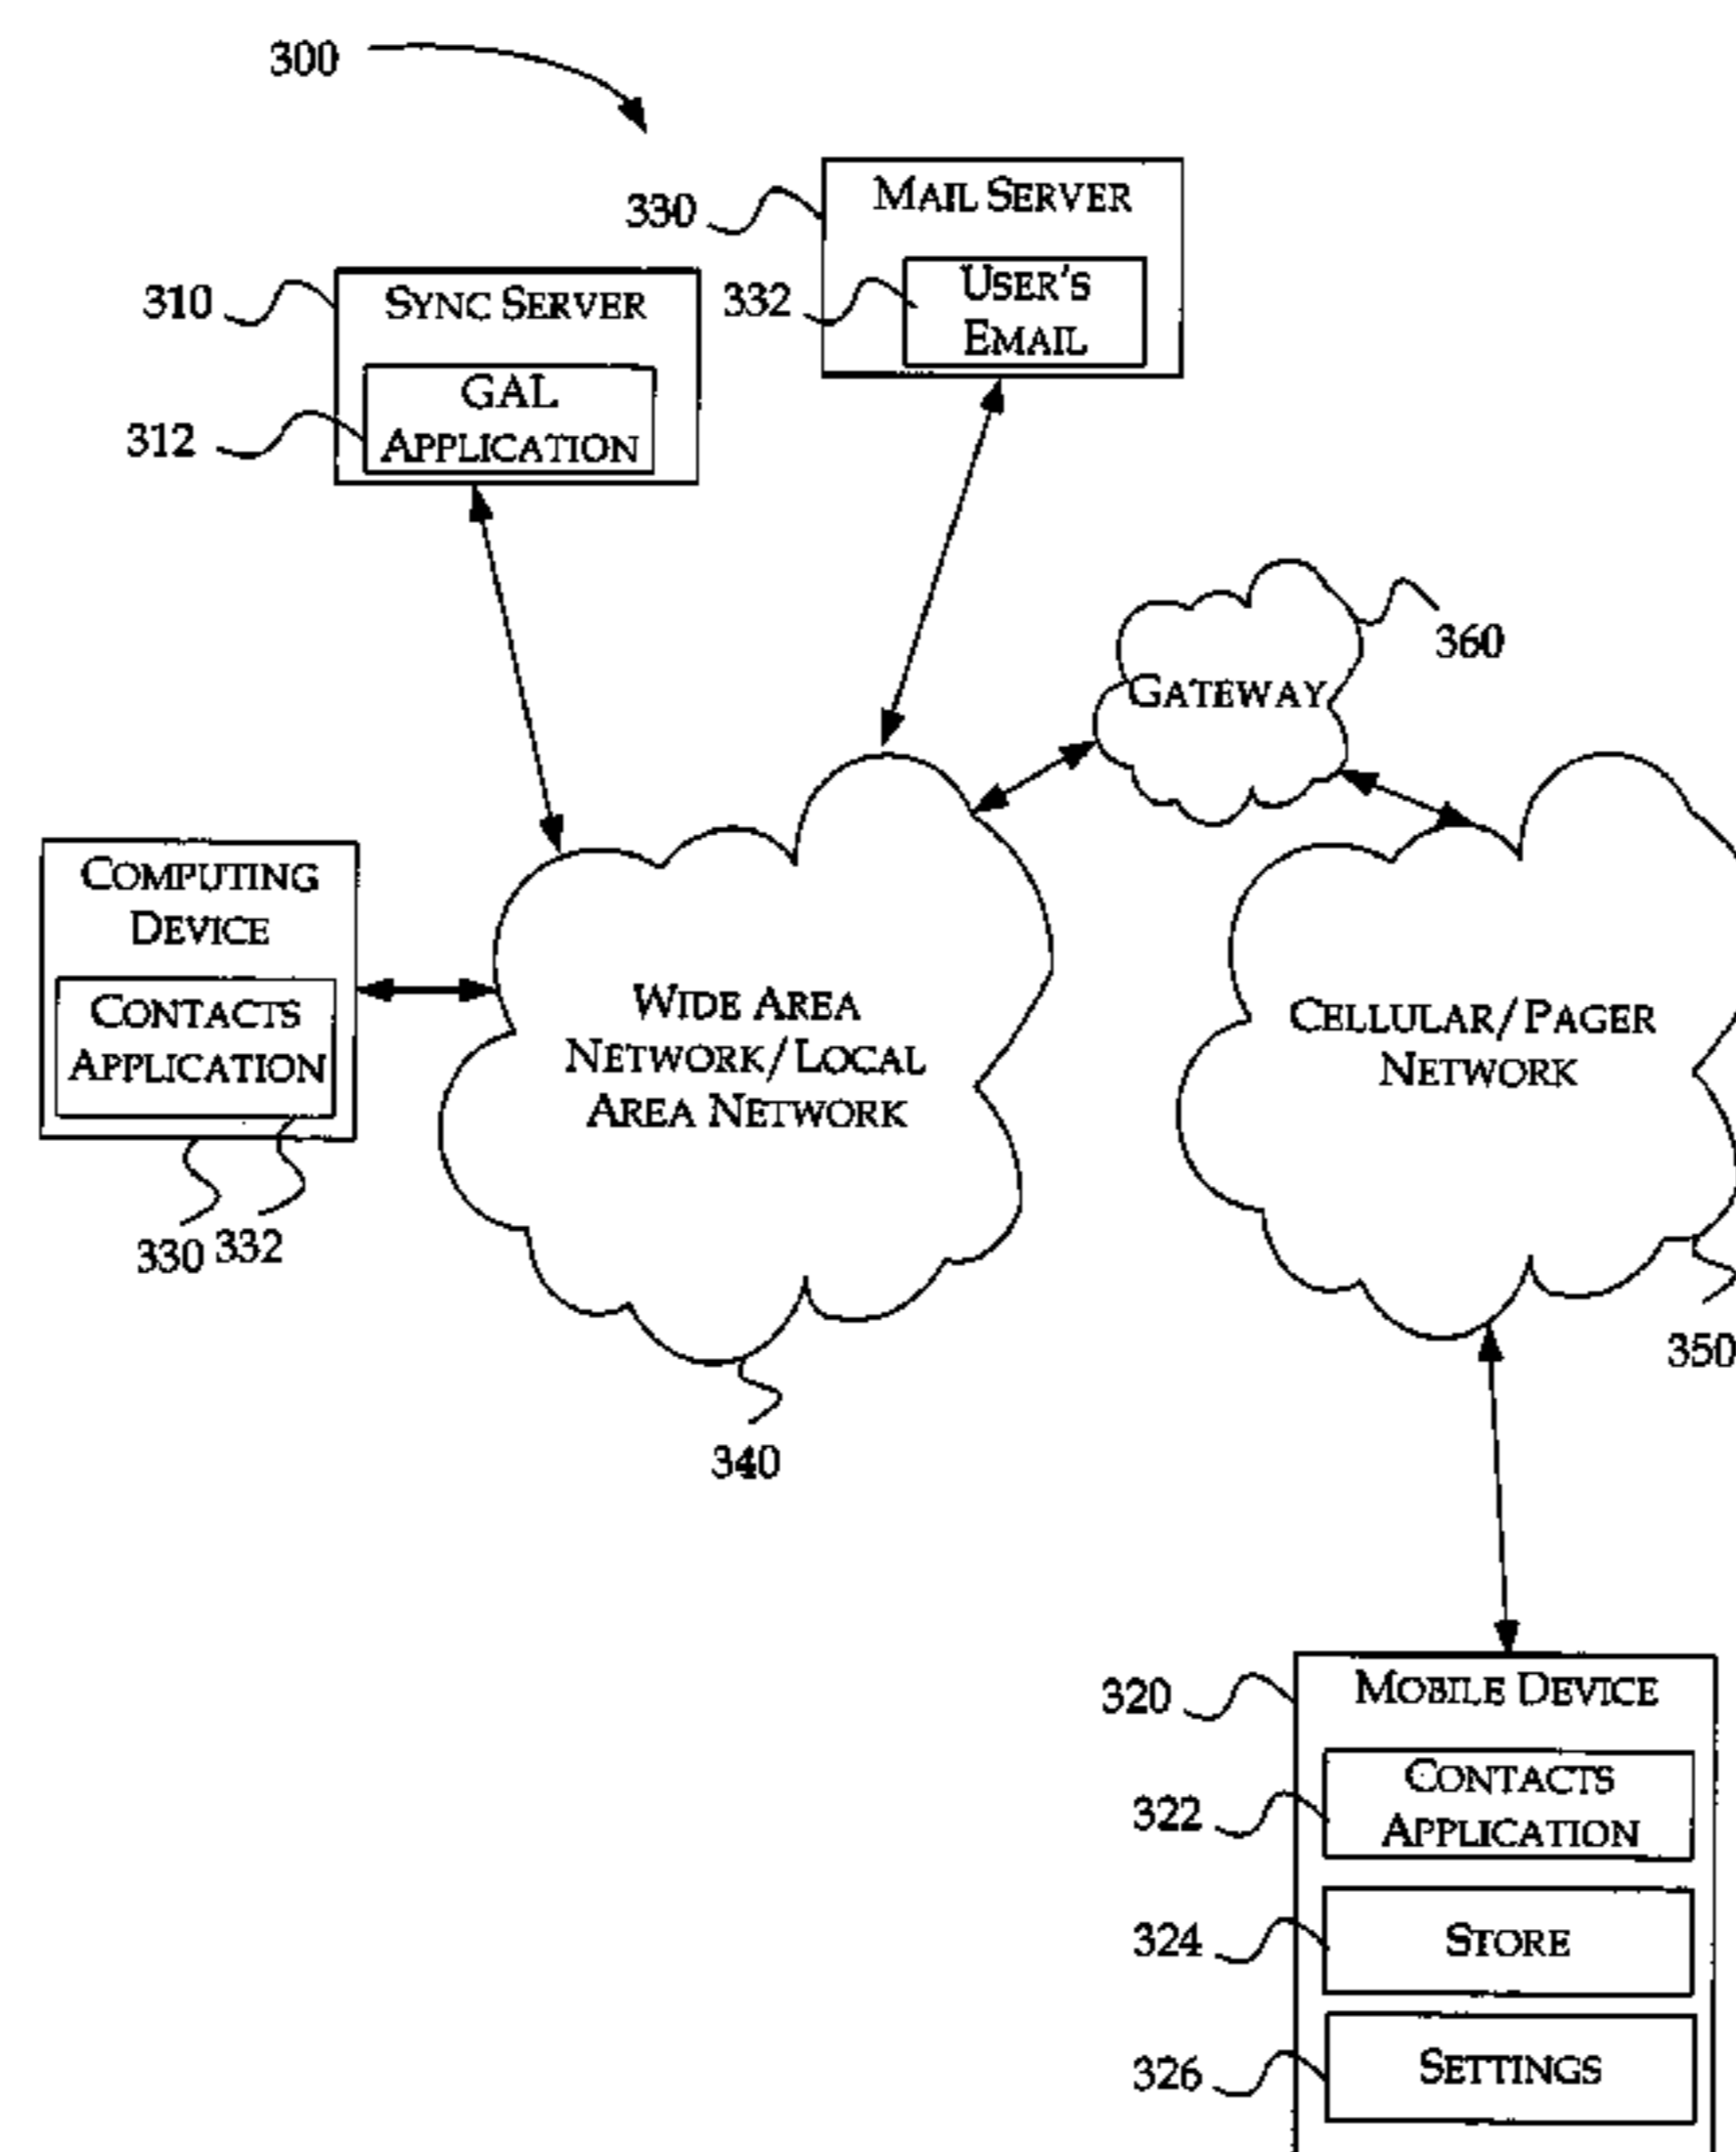 300
330
MAIL SERVER
332
USER'S
EMAIL
310
SYNC SERVER
312
GAL
APPLICATION
360
GATEWAY
COMPUTING
DEVICE
CONTACTS
APPLICATION
330
332
WIDE AREA
NETWORK/LOCAL
AREA NETWORK
340
CELLULAR/PAGER
NETWORK
350
320
MOBILE DEVICE
322
CONTACTS
APPLICATION
324
STORE
326
SETTINGS